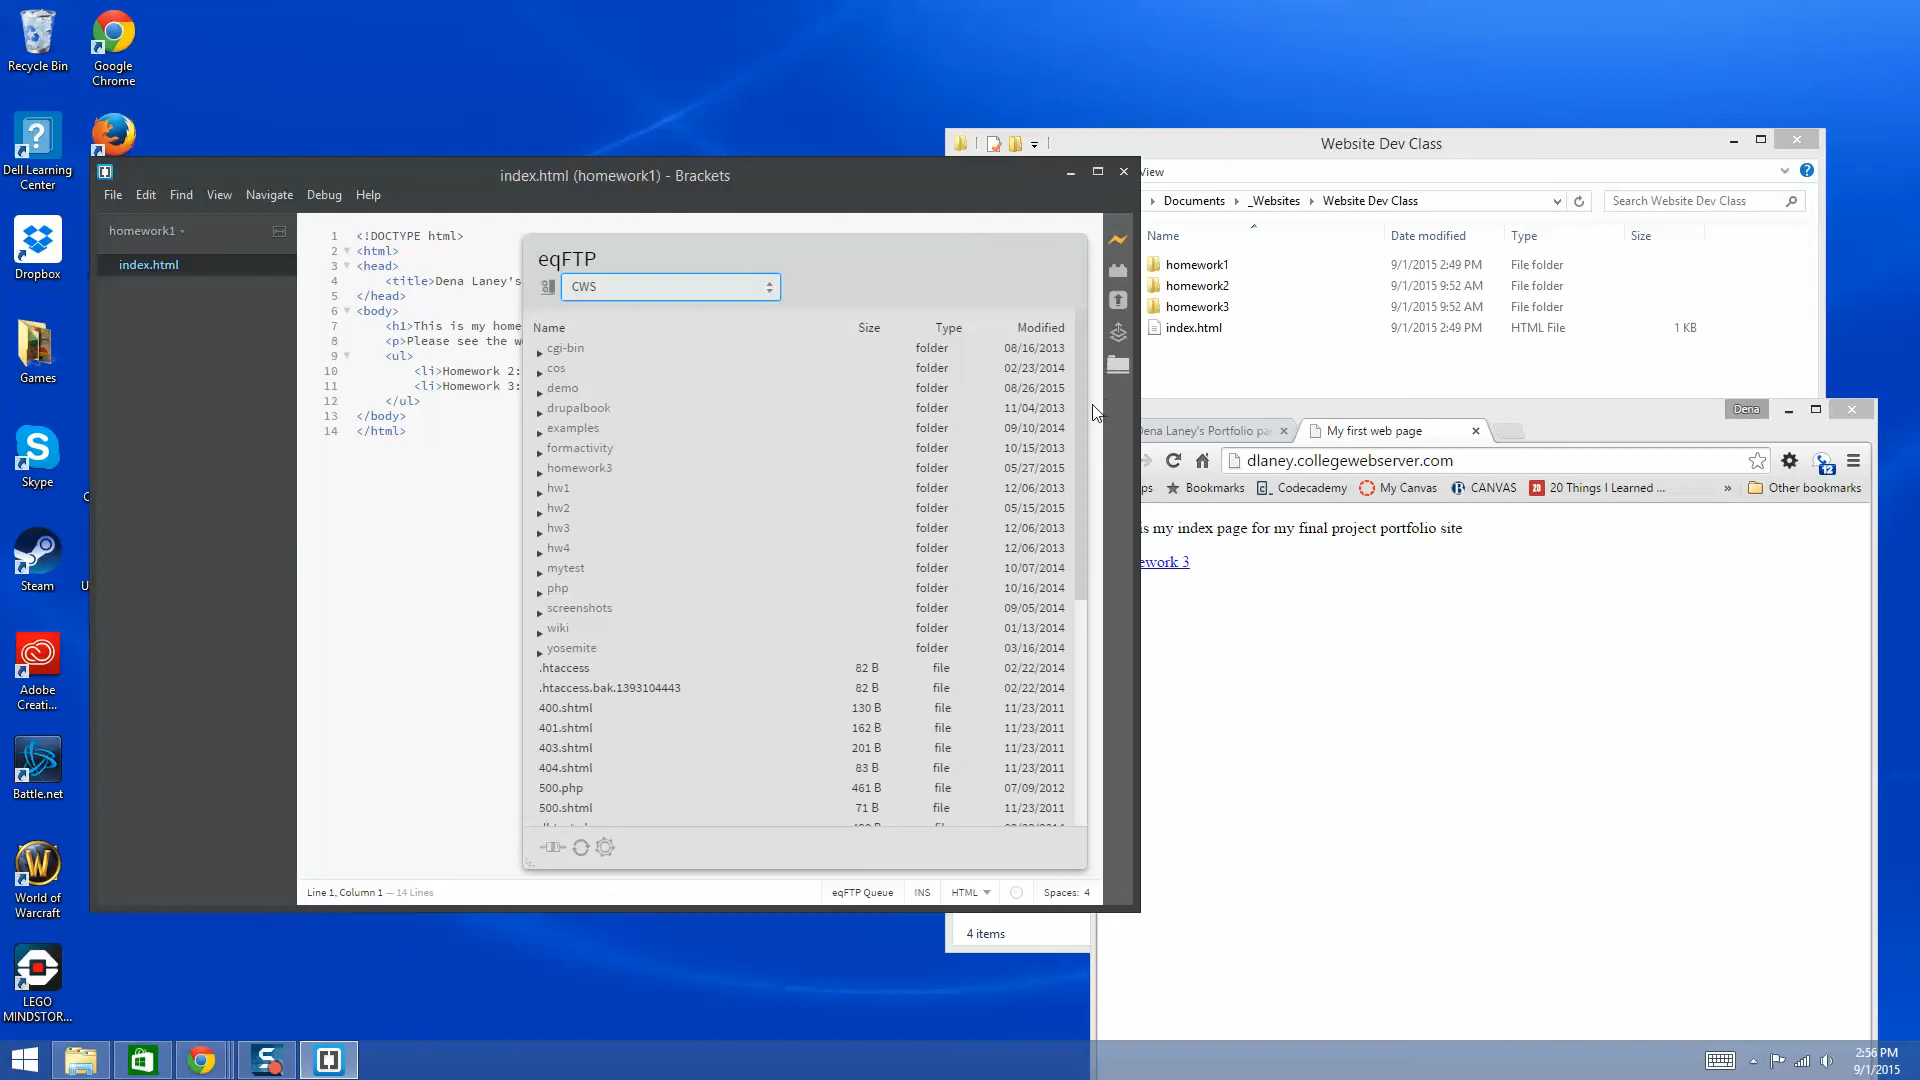 Recycle Bin
Google
Chrome
Dell Learning
Center
Dropbox
Games
Skype
Steam
Adobe
Creati...
Battle.net
World of
Warcraft
LEGO
MINDSTOR...
index.html (homework1) - Brackets
File Edit Find View Navigate Debug Help
homework1
index.html
1 <!DOCTYPE html>
2 <html>
3 <head>
4 <title>Dena Laney's
5 </head>
6 <body>
7 <h1>This is my home
8 <p>Please see the w
9 <ul>
10 <li>Homework 2:
11 <li>Homework 3:
12 </ul>
13 </body>
14 </html>
eqFTP
CWS
Name Size Type Modified
cgi-bin folder 08/16/2013
cos folder 02/23/2014
demo folder 08/26/2015
drupalbook folder 11/04/2013
examples folder 09/10/2014
formactivity folder 10/15/2013
homework3 folder 05/27/2015
hw1 folder 12/06/2013
hw2 folder 05/15/2015
hw3 folder 12/06/2013
hw4 folder 12/06/2013
mytest folder 10/07/2014
php folder 10/16/2014
screenshots folder 09/05/2014
wiki folder 01/13/2014
yosemite folder 03/16/2014
.htaccess 82 B file 02/22/2014
.htaccess.bak.1393104443 82 B file 02/22/2014
400.shtml 130 B file 11/23/2011
401.shtml 162 B file 11/23/2011
403.shtml 201 B file 11/23/2011
404.shtml 83 B file 11/23/2011
500.php 461 B file 07/09/2012
500.shtml 71 B file 11/23/2011
Line 1, Column 1 — 14 Lines
eqFTP Queue INS HTML Spaces: 4
Website Dev Class
View
Documents _Websites Website Dev Class
Search Website Dev Class
Name Date modified Type Size
homework1 9/1/2015 2:49 PM File folder
homework2 9/1/2015 9:52 AM File folder
homework3 9/1/2015 9:52 AM File folder
index.html 9/1/2015 2:49 PM HTML File 1 KB
4 items
Dena
Dena Laney's Portfolio pa
My first web page
dlaney.collegewebserver.com
12
ps Bookmarks Codecademy My Canvas CANVAS 20 Things I Learned ... » Other bookmarks
is my index page for my final project portfolio site
ework 3
2:56 PM
9/1/2015